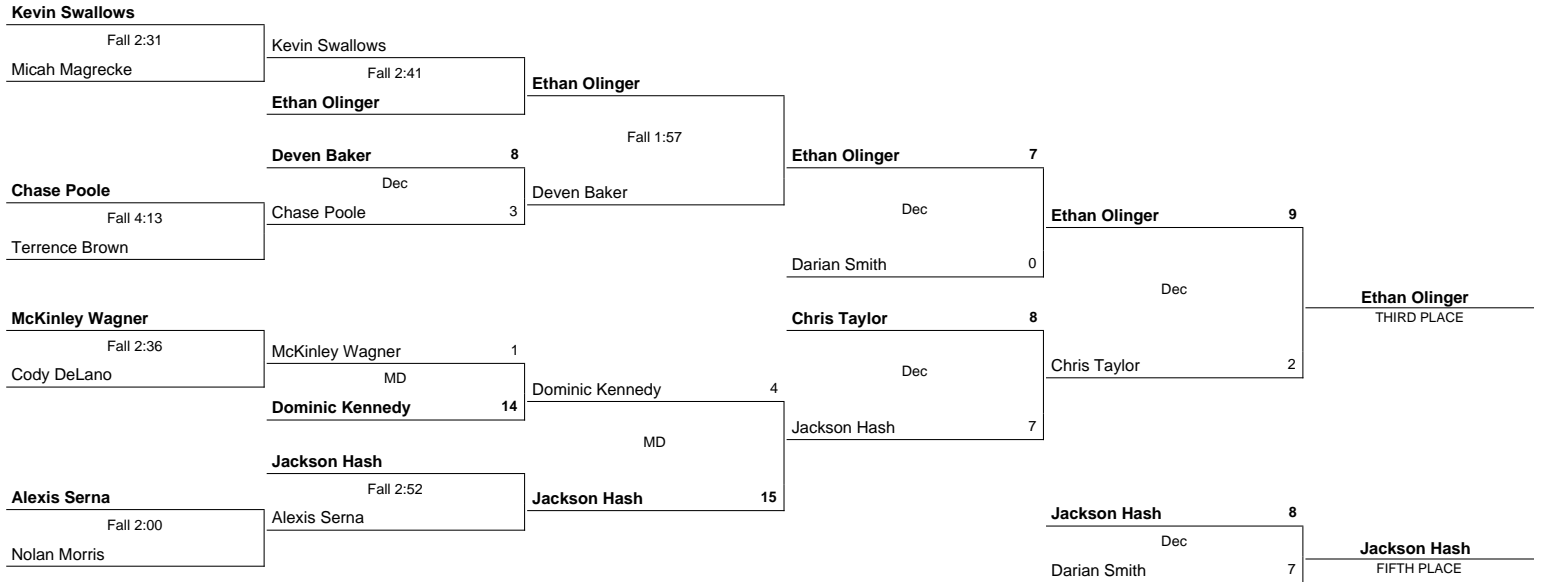 Kevin Swallows
Fall 2:31
Micah Magrecke
Chase Poole
Fall 4:13
Terrence Brown
McKinley Wagner
Fall 2:36
Cody DeLano
Alexis Serna
Fall 2:00
Nolan Morris
Kevin Swallows
Fall 2:41
Ethan Olinger
Deven Baker 8
Dec
Chase Poole 3
McKinley Wagner 1
MD
Dominic Kennedy 14
Jackson Hash
Fall 2:52
Alexis Serna
Ethan Olinger
Fall 1:57
Deven Baker
Dominic Kennedy 4
MD
Jackson Hash 15
Ethan Olinger 7
Dec
Darian Smith 0
Chris Taylor 8
Dec
Jackson Hash 7
Ethan Olinger 9
Dec
Chris Taylor 2
Ethan Olinger
THIRD PLACE
Jackson Hash 8
Dec
Darian Smith 7
Jackson Hash
FIFTH PLACE